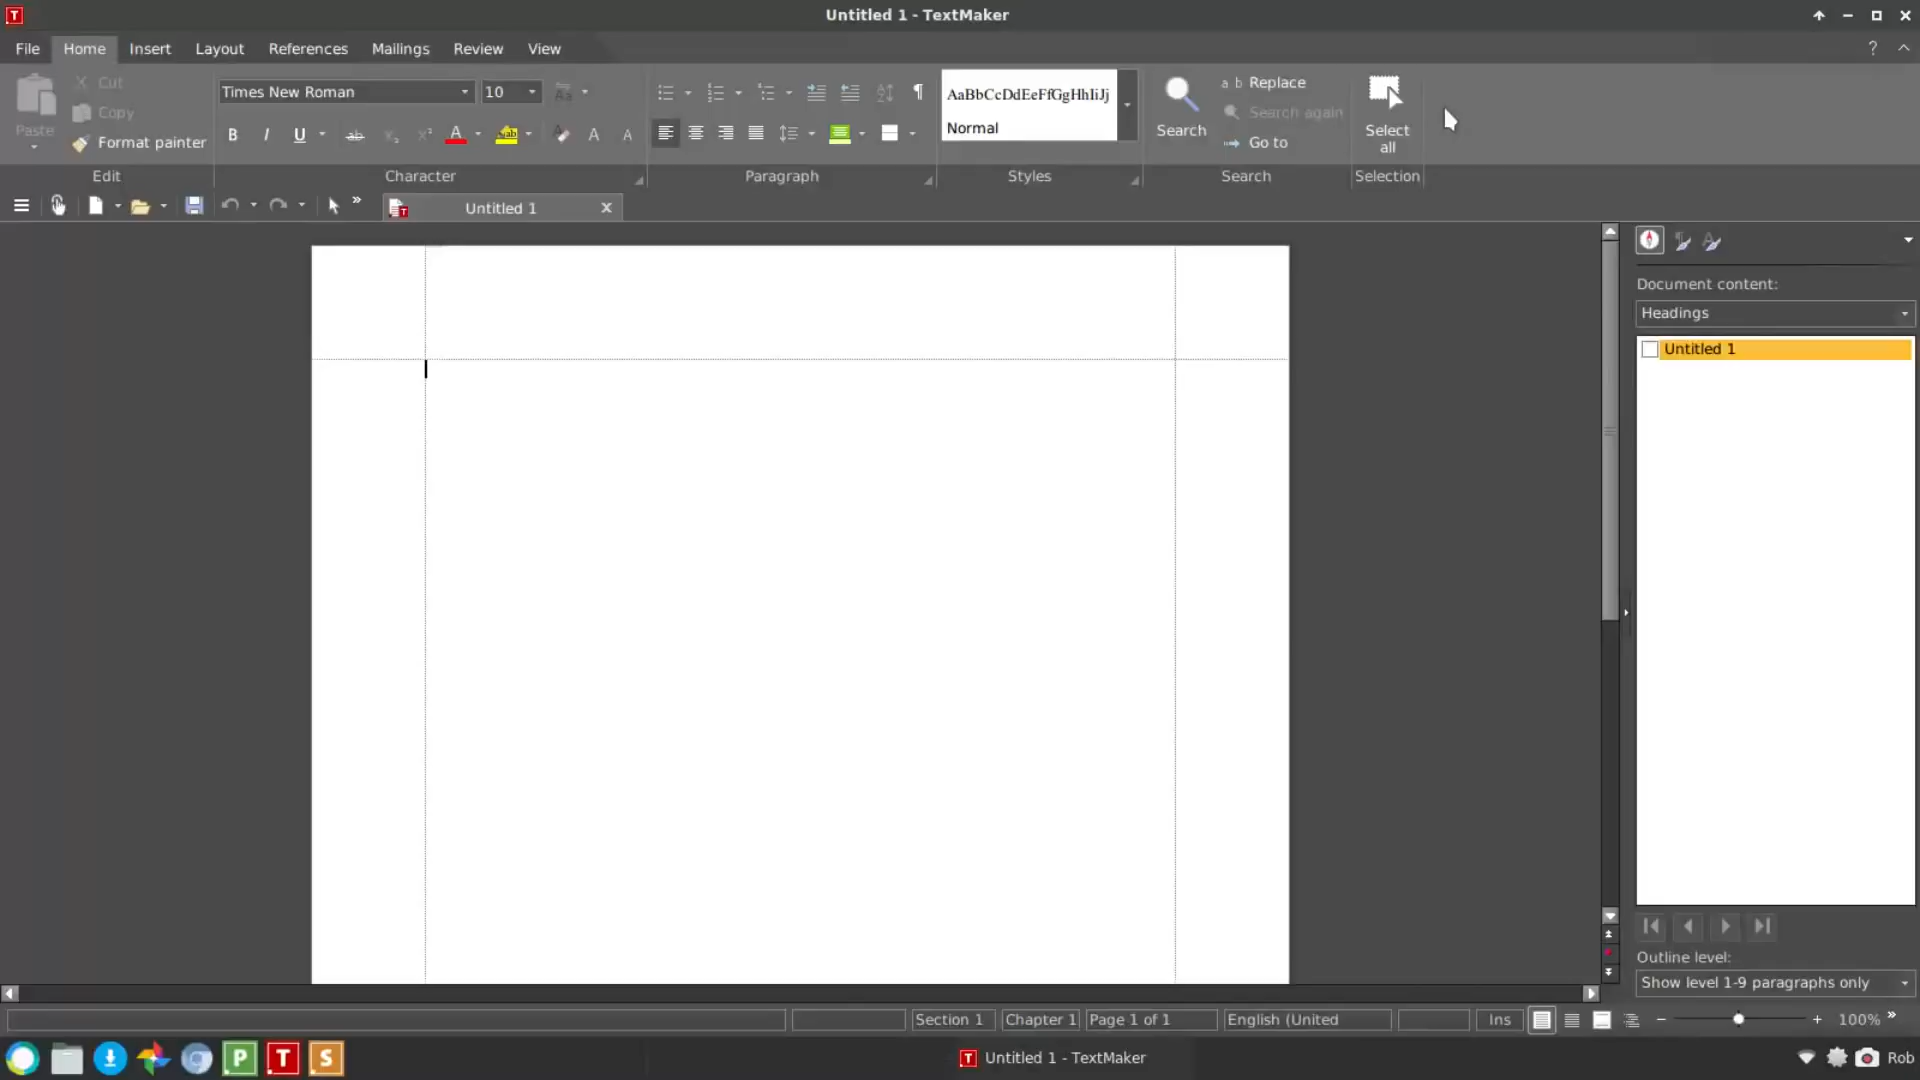 T
Untitled 1 - TextMaker
File Home Insert Layout References Mailings Review View
?
Paste
Cut
Copy
Format painter
Edit
Times New Roman 10 Aa
B I U ab A ab A A
Character
¶
Paragraph
AaBbCcDdEeFfGgHhIiJj
Normal
Styles
Search
a b Replace
Search again
Go to
Search
Select
all
Selection
» T Untitled 1
Document content:
Headings
Untitled 1
Outline level:
Show level 1-9 paragraphs only
Section 1 Chapter 1 Page 1 of 1 English (United Ins − + 100% »
P T S T Untitled 1 - TextMaker Rob